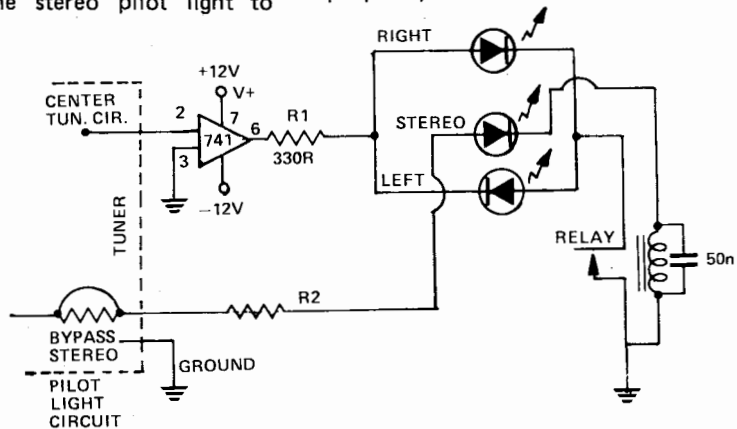 ne stereo pilot light to
RIGHT
+12V
V+
CENTER
TUN. CIR.
2
7
R1
STEREO
741
6
3
330R
LEFT
-12V
TUNER
RELAY
50n
R2
BYPASS
STEREO
GROUND
PILOT
LIGHT
CIRCUIT